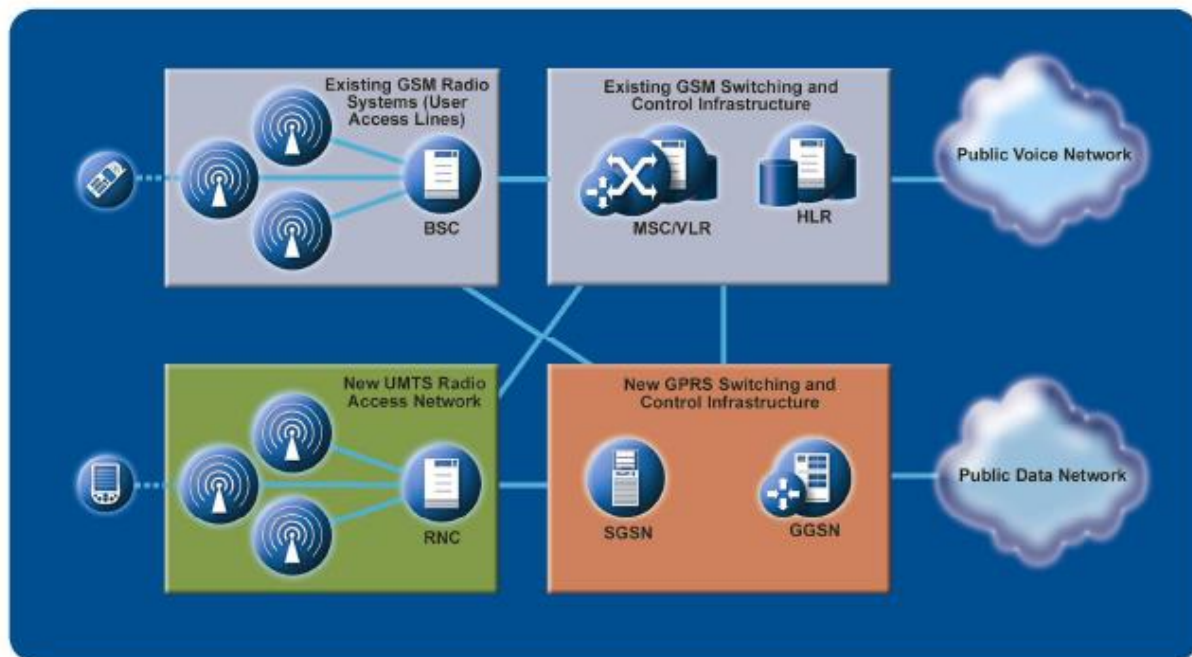 Existing GSM Radio
Systems (User
Access Lines)
BSC
Existing GSM Switching and
Control Infrastructure
MSC/VLR
HLR
Public Voice Network
New UMTS Radio
Access Network
RNC
New GPRS Switching and
Control Infrastructure
SGSN
GGSN
Public Data Network